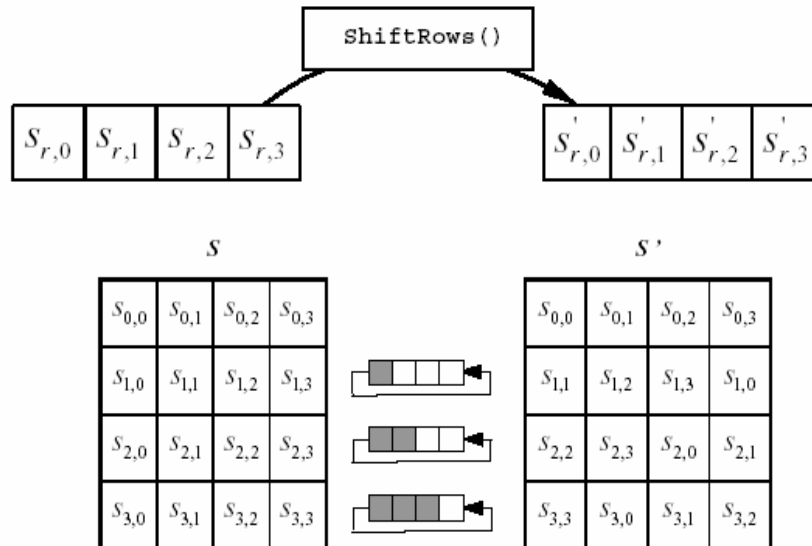 ShiftRows()
S_{r,0} S_{r,1} S_{r,2} S_{r,3} S'_{r,0} S'_{r,1} S'_{r,2} S'_{r,3}
S S'
S_{0,0} S_{0,1} S_{0,2} S_{0,3} S_{0,0} S_{0,1} S_{0,2} S_{0,3}
S_{1,0} S_{1,1} S_{1,2} S_{1,3} S_{1,1} S_{1,2} S_{1,3} S_{1,0}
S_{2,0} S_{2,1} S_{2,2} S_{2,3} S_{2,2} S_{2,3} S_{2,0} S_{2,1}
S_{3,0} S_{3,1} S_{3,2} S_{3,3} S_{3,3} S_{3,0} S_{3,1} S_{3,2}